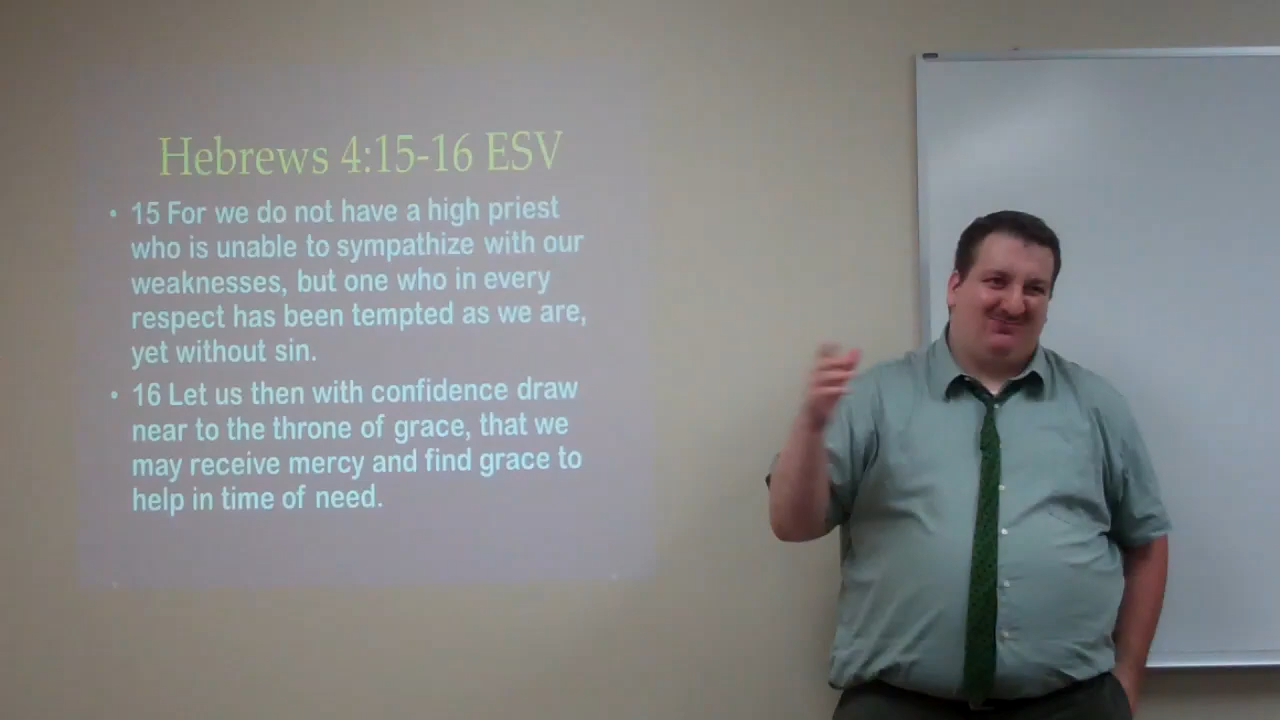 Hebrews 4:15-16 ESV
• 15 For we do not have a high priest
who is unable to sympathize with our
weaknesses, but one who in every
respect has been tempted as we are,
yet without sin.
• 16 Let us then with confidence draw
near to the throne of grace, that we
may receive mercy and find grace to
help in time of need.